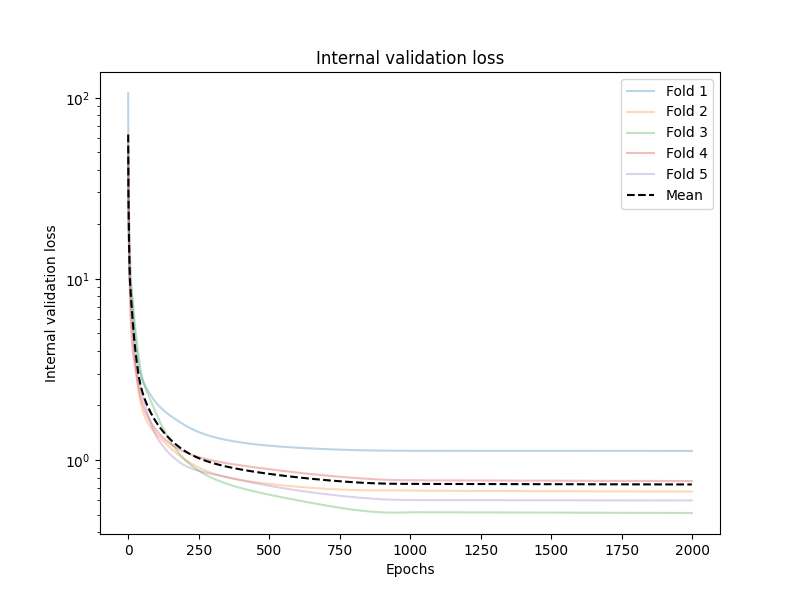 Internal validation loss
10²
10¹
10⁰
Internal validation loss
Fold 1
Fold 2
Fold 3
Fold 4
Fold 5
Mean
0 250 500 750 1000 1250 1500 1750 2000
Epochs